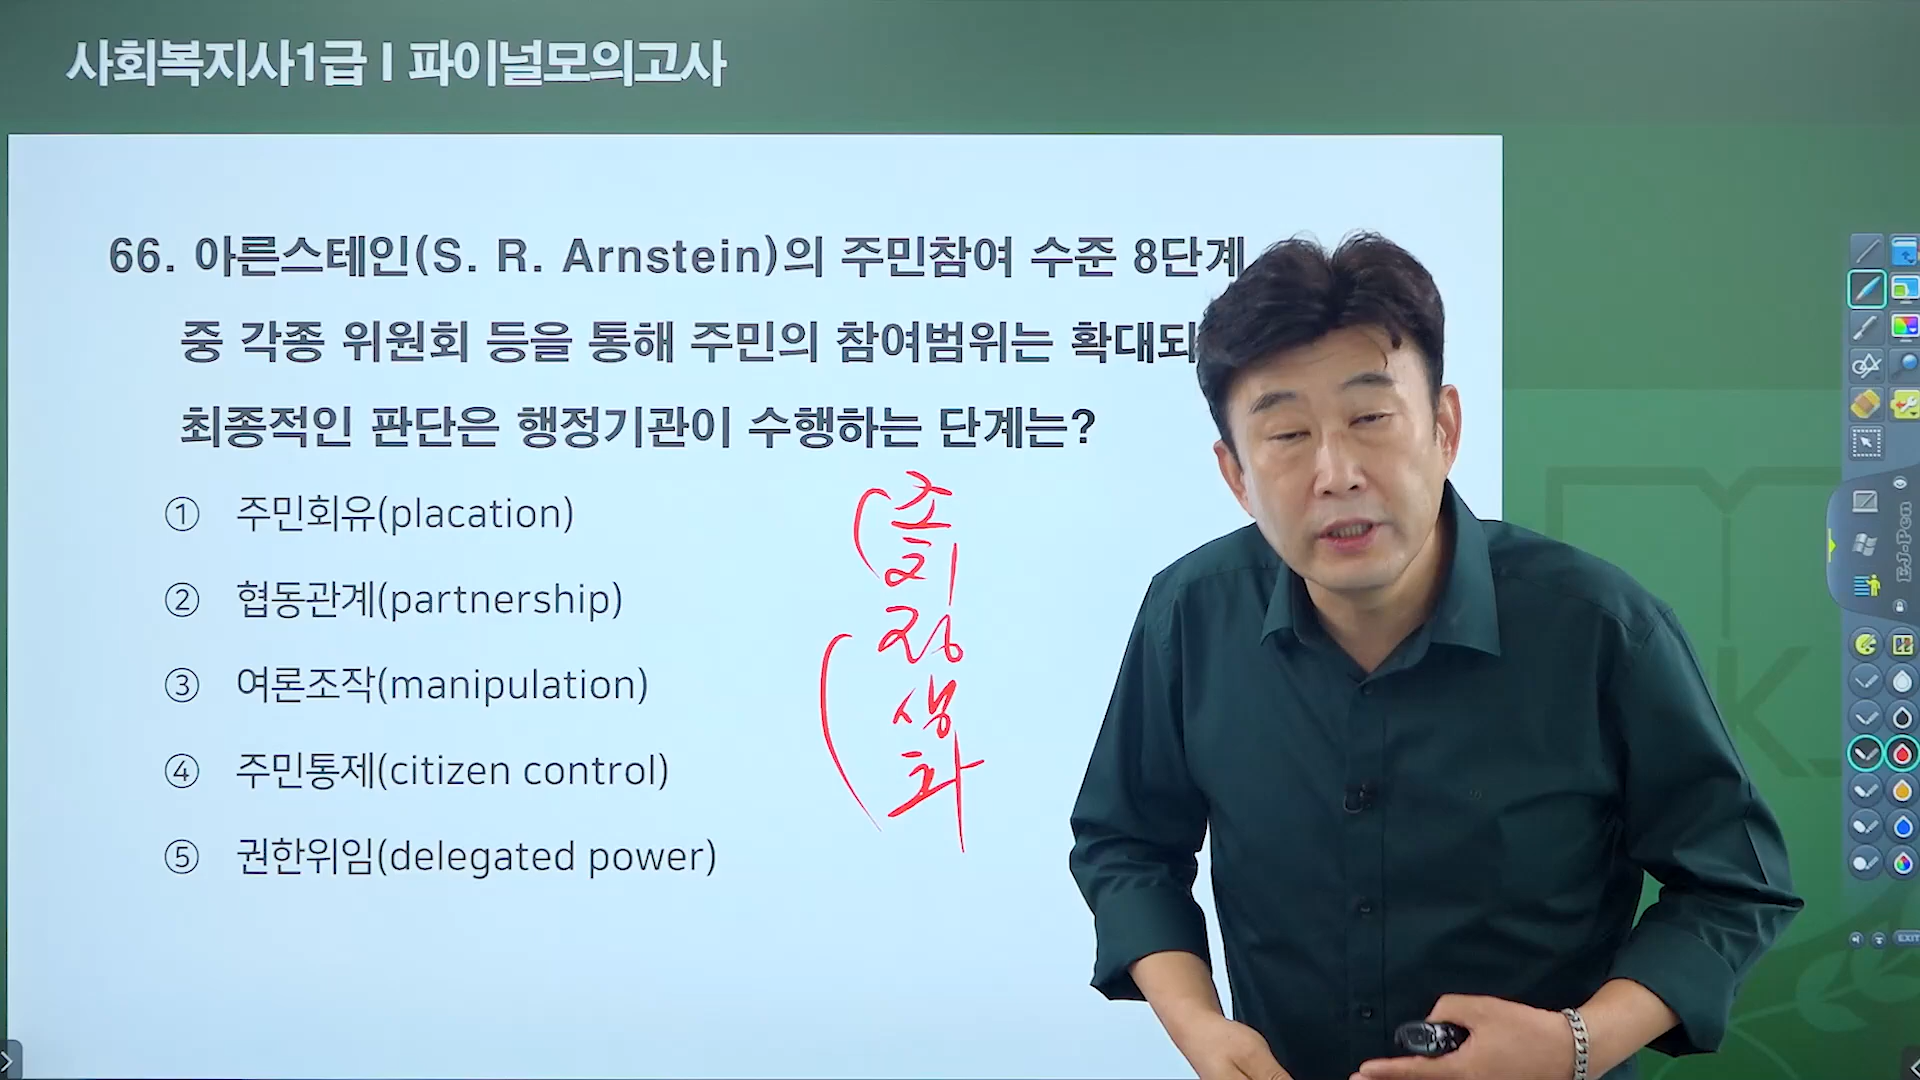 사회복지사1급 | 파이널모의고사
66. 아른스테인(S. R. Arnstein)의 주민참여 수준 8단계
중 각종 위원회 등을 통해 주민의 참여범위는 확대되
최종적인 판단은 행정기관이 수행하는 단계는?
① 주민회유(placation)
② 협동관계(partnership)
③ 여론조작(manipulation)
④ 주민통제(citizen control)
⑤ 권한위임(delegated power)
조
치
정
상
회
EJ-Pen
EXIT
K